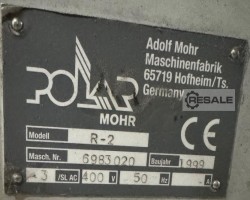 Adolf Mohr
Maschinenfabrik
65719 Hofheim/Ts.
Germany
RESALE
POLAR
MOHR
CE
Modell R-2
Masch. Nr. 6983020 Baujahr 1999
3 /SL AC 400 V 50 Hz A